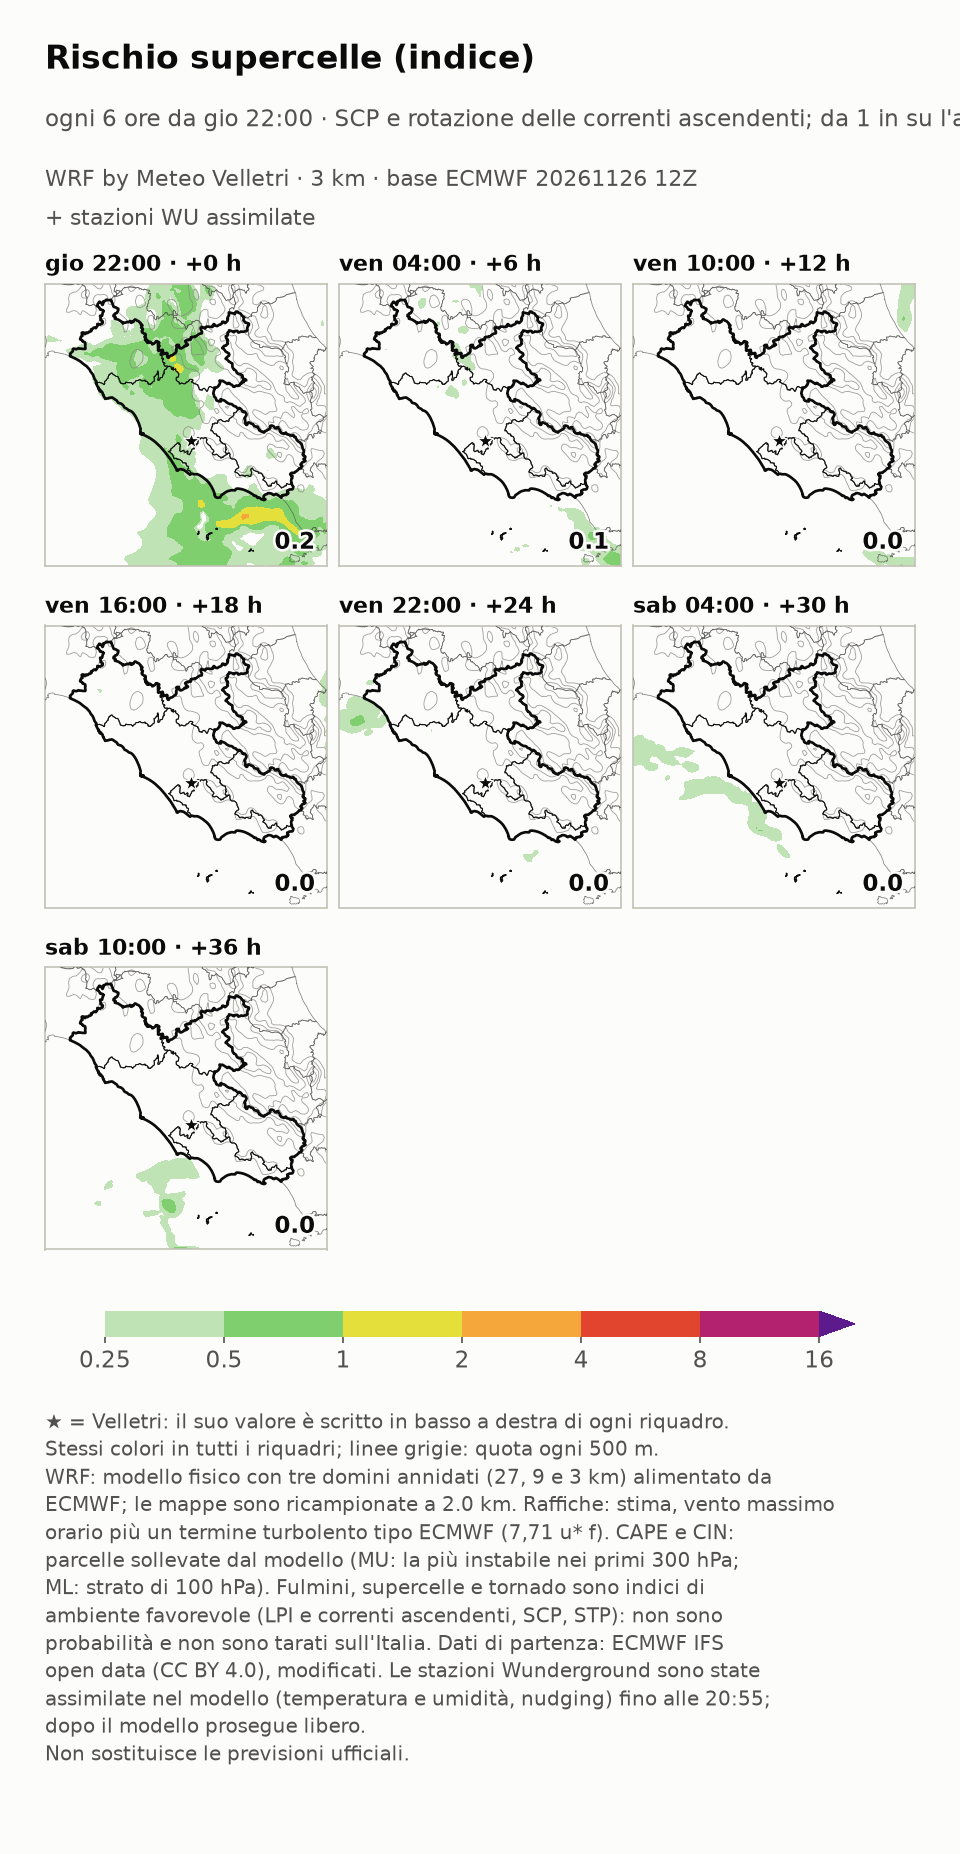 Rischio supercelle (indice)
ogni 6 ore da gio 22:00 · SCP e rotazione delle correnti ascendenti; da 1 in su l'a
WRF by Meteo Velletri · 3 km · base ECMWF 20261126 12Z
+ stazioni WU assimilate
gio 22:00 · +0 h
ven 04:00 · +6 h
ven 10:00 · +12 h
0.2
0.1
0.0
ven 16:00 · +18 h
ven 22:00 · +24 h
sab 04:00 · +30 h
0.0
0.0
0.0
sab 10:00 · +36 h
0.0
0.25 0.5 1 2 4 8 16
★ = Velletri: il suo valore è scritto in basso a destra di ogni riquadro.
Stessi colori in tutti i riquadri; linee grigie: quota ogni 500 m.
WRF: modello fisico con tre domini annidati (27, 9 e 3 km) alimentato da
ECMWF; le mappe sono ricampionate a 2.0 km. Raffiche: stima, vento massimo
orario più un termine turbolento tipo ECMWF (7,71 u* f). CAPE e CIN:
parcelle sollevate dal modello (MU: la più instabile nei primi 300 hPa;
ML: strato di 100 hPa). Fulmini, supercelle e tornado sono indici di
ambiente favorevole (LPI e correnti ascendenti, SCP, STP): non sono
probabilità e non sono tarati sull'Italia. Dati di partenza: ECMWF IFS
open data (CC BY 4.0), modificati. Le stazioni Wunderground sono state
assimilate nel modello (temperatura e umidità, nudging) fino alle 20:55;
dopo il modello prosegue libero.
Non sostituisce le previsioni ufficiali.